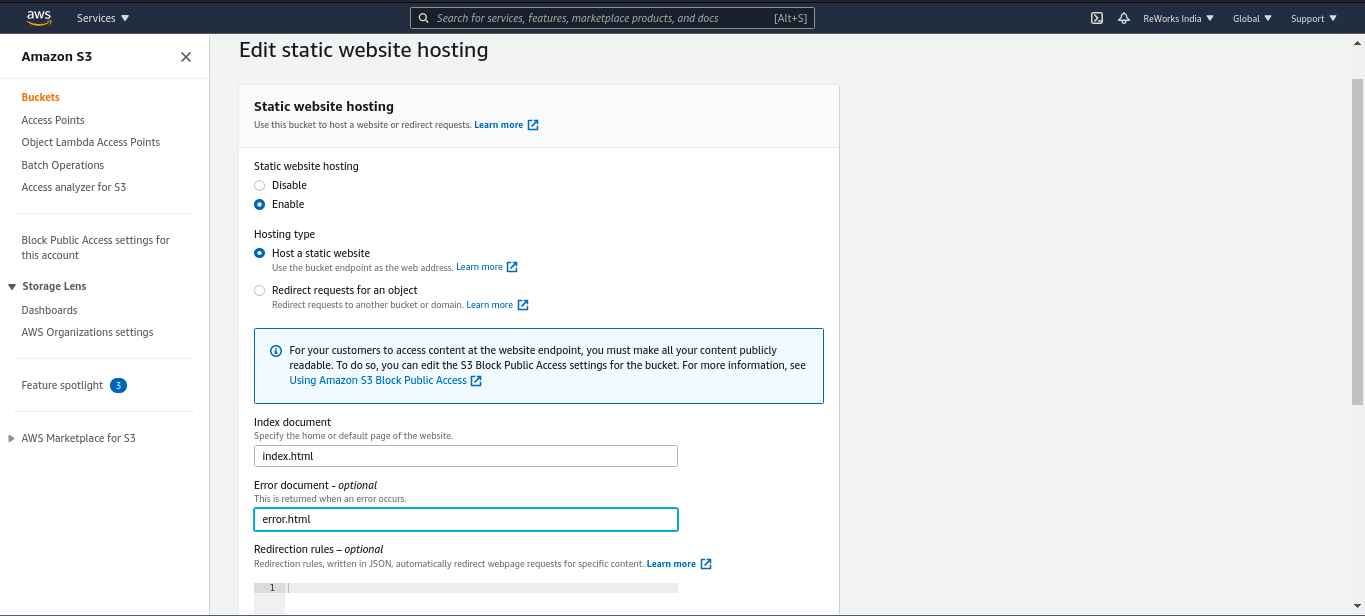 aws Services Search for services, features, marketplace products, and docs [Alt+S] ReWorks India Global Support
Amazon S3
Buckets
Access Points
Object Lambda Access Points
Batch Operations
Access analyzer for S3
Block Public Access settings for
this account
Storage Lens
Dashboards
AWS Organizations settings
Feature spotlight 3
AWS Marketplace for S3
Edit static website hosting
Static website hosting
Use this bucket to host a website or redirect requests. Learn more
Static website hosting
Disable
Enable
Hosting type
Host a static website
Use the bucket endpoint as the web address. Learn more
Redirect requests for an object
Redirect requests to another bucket or domain. Learn more
For your customers to access content at the website endpoint, you must make all your content publicly
readable. To do so, you can edit the S3 Block Public Access settings for the bucket. For more information, see
Using Amazon S3 Block Public Access
Index document
Specify the home or default page of the website.
index.html
Error document - optional
This is returned when an error occurs.
error.html
Redirection rules – optional
Redirection rules, written in JSON, automatically redirect webpage requests for specific content. Learn more
1